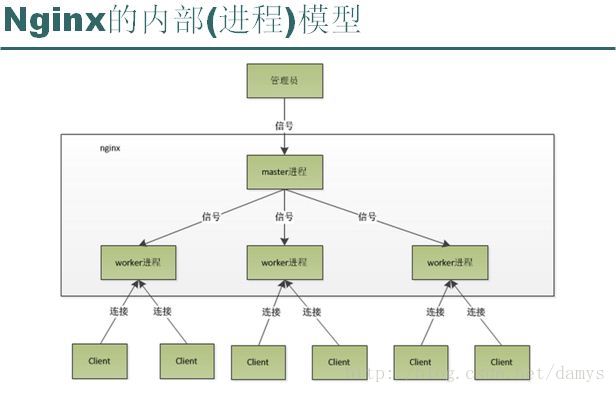 Nginx的内部(进程)模型
管理员
信号
nginx
master进程
信号 信号 信号
worker进程 worker进程 worker进程
连接 连接 连接 连接 连接 连接
Client Client Client Client Client Client
http://blog.csdn.net/damys